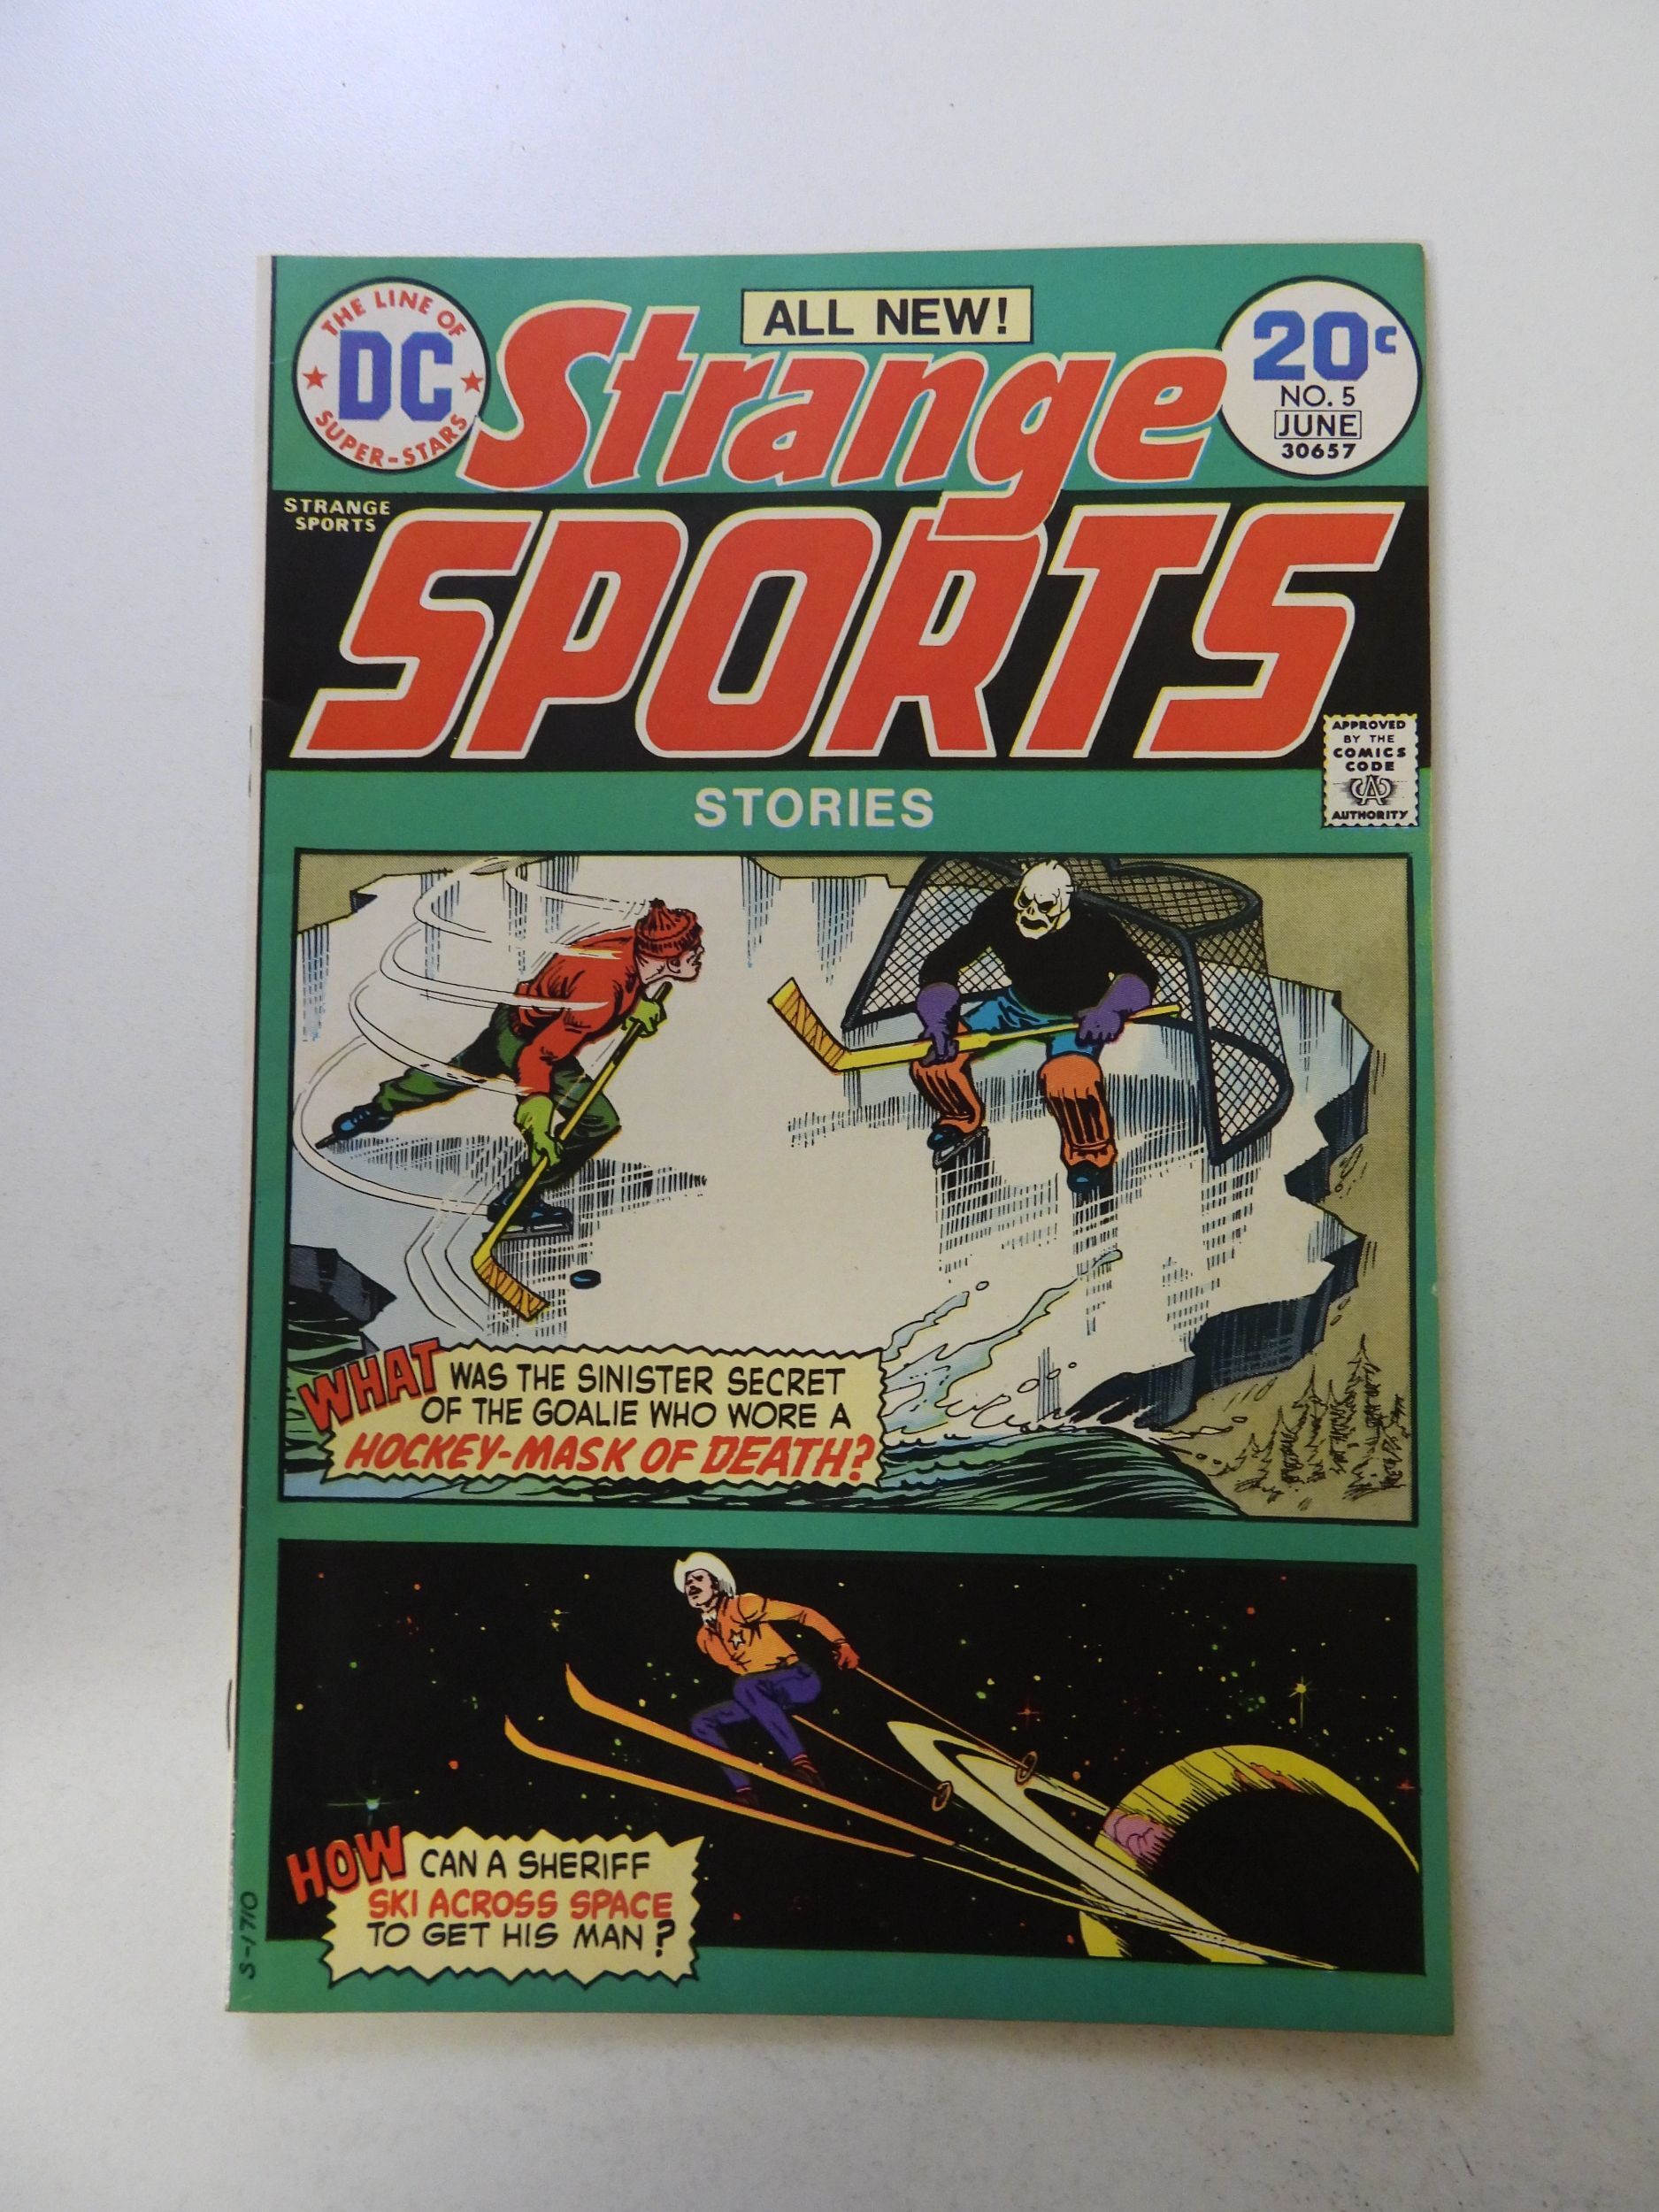 THE LINE OF
DC
SUPER-STARS
ALL NEW!
Strange
20c
NO. 5
JUNE
30657
STRANGE
SPORTS
SPORTS
APPROVED
BY THE
COMICS
CODE
CA
AUTHORITY
STORIES
WHAT WAS THE SINISTER SECRET
OF THE GOALIE WHO WORE A
HOCKEY-MASK OF DEATH?
HOW CAN A SHERIFF
SKI ACROSS SPACE
TO GET HIS MAN?
S-1710